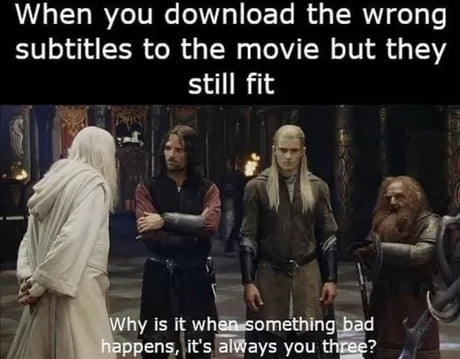 When you download the wrong
subtitles to the movie but they
still fit
Why is it when something bad
happens, it's always you three?